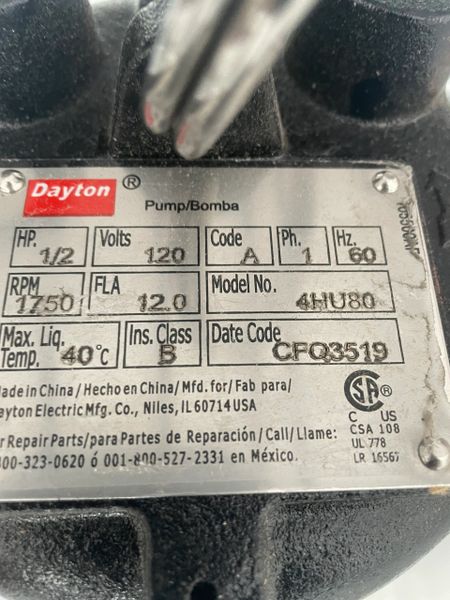 Dayton ®
Pump/Bomba
HP. 1/2 Volts 120 Code A Ph. 1 Hz. 60
RPM 1750 FLA 12.0 Model No. 4HU80
Max. Liq. Temp. 40°C Ins. Class B Date Code CFQ3519
Made in China/Hecho en China/Mfd. for/Fab para/
Dayton Electric Mfg. Co., Niles, IL 60714 USA
Repair Parts/para Partes de Reparación/Call/Llame:
800-323-0620 ó 001-800-527-2331 en México.
C US
CSA 108
UL 778
LR 16567